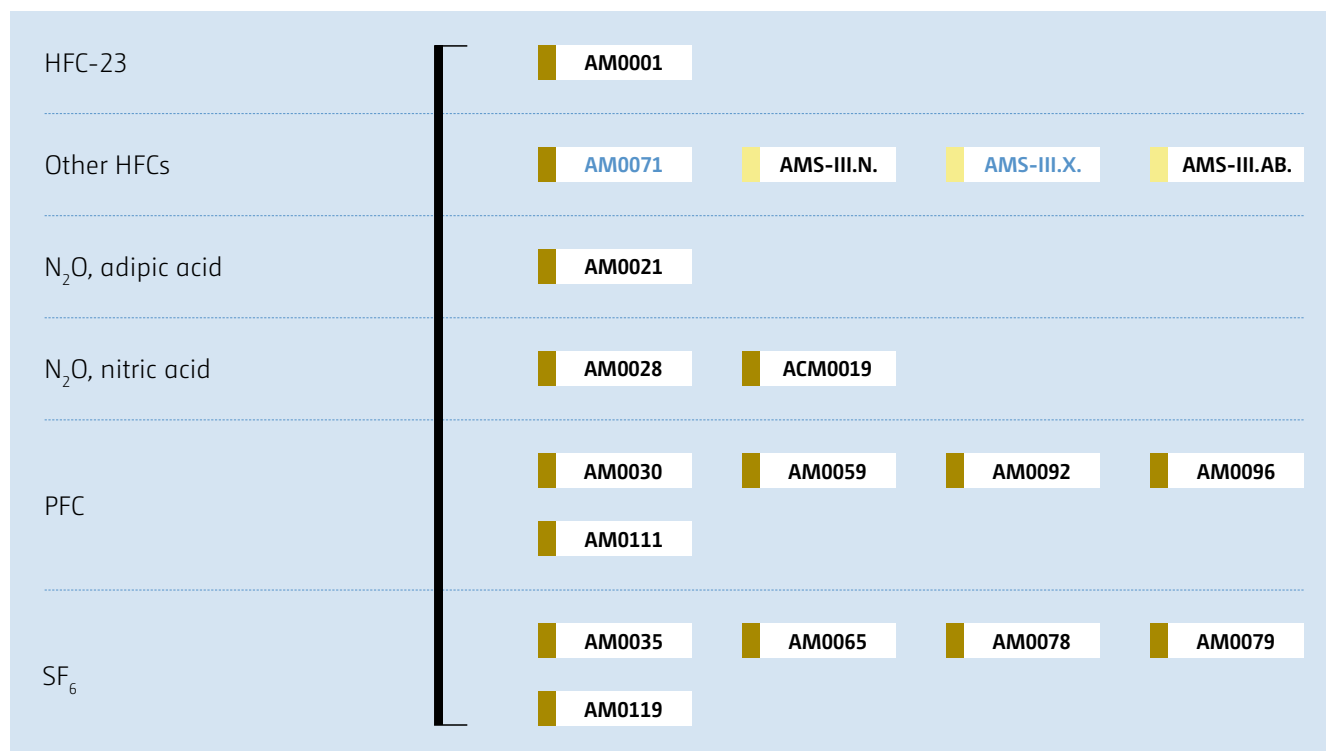 HFC-23 AM0001
Other HFCs AM0071 AMS-III.N. AMS-III.X. AMS-III.AB.
N₂O, adipic acid AM0021
N₂O, nitric acid AM0028 ACM0019
PFC AM0030 AM0059 AM0092 AM0096
AM0111
SF₆ AM0035 AM0065 AM0078 AM0079
AM0119